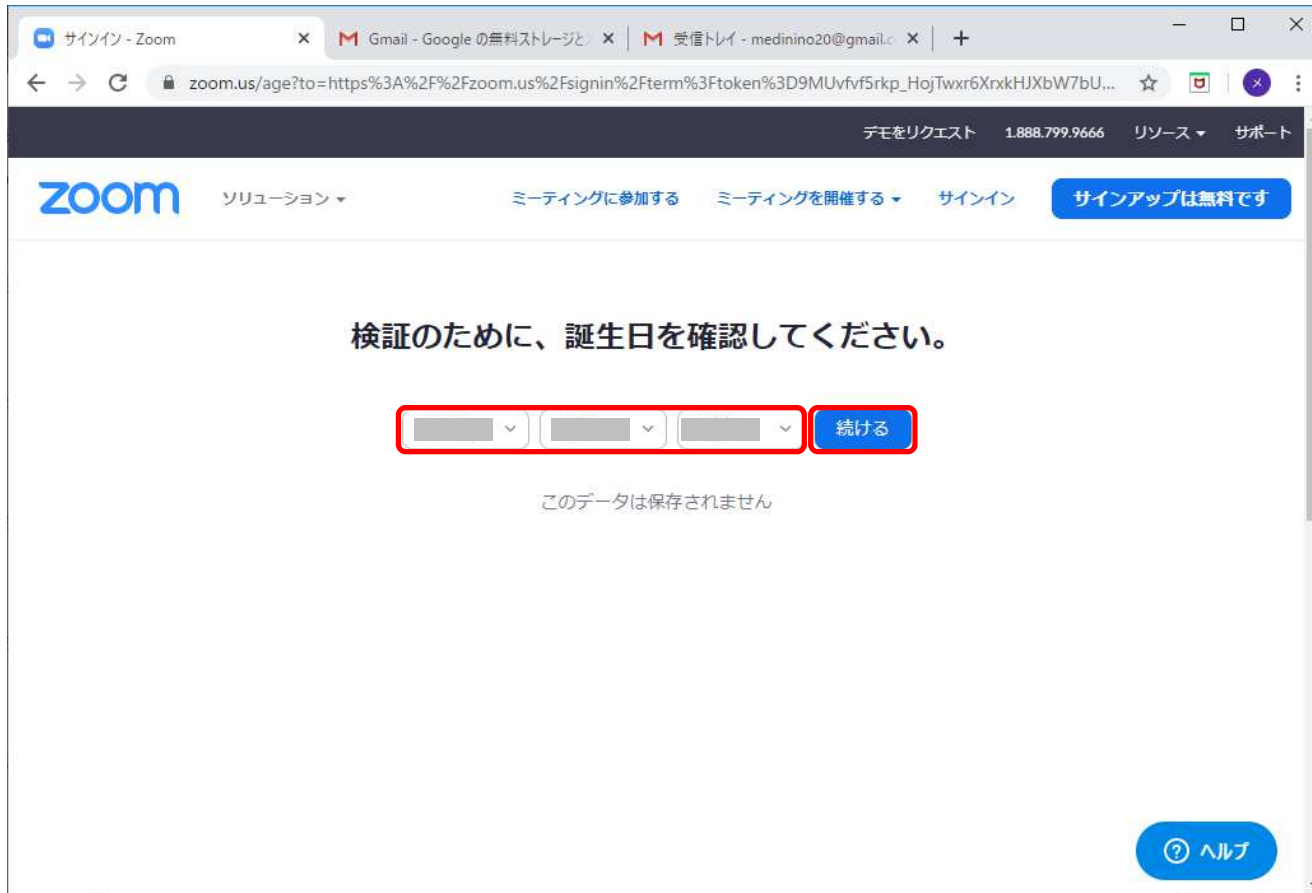 サインイン - Zoom
Gmail - Google の無料ストレージと
受信トレイ - medinino20@gmail.c
zoom.us/age?to=https%3A%2F%2Fzoom.us%2Fsignin%2Fterm%3Ftoken%3D9MUvfvf5rkp_HojTwxr6XrxkHJXbW7bU...
デモをリクエスト 1.888.799.9666 リソース サポート
zoom ソリューション ミーティングに参加する ミーティングを開催する サインイン サインアップは無料です
検証のために、誕生日を確認してください。
続ける
このデータは保存されません
ヘルプ